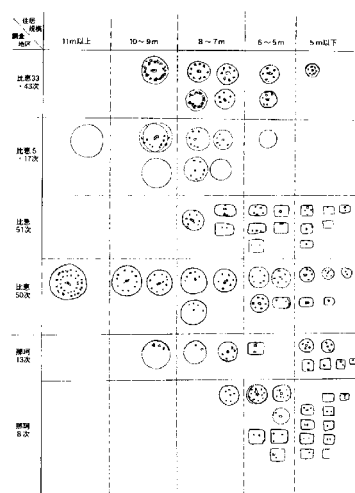 住居
規模
調査
地区
11m以上
10〜9m
8〜7m
6〜5m
5m以下
比恵33
・43次
比恵5
・17次
比恵
51次
比恵
50次
那珂
13次
那珂
8次